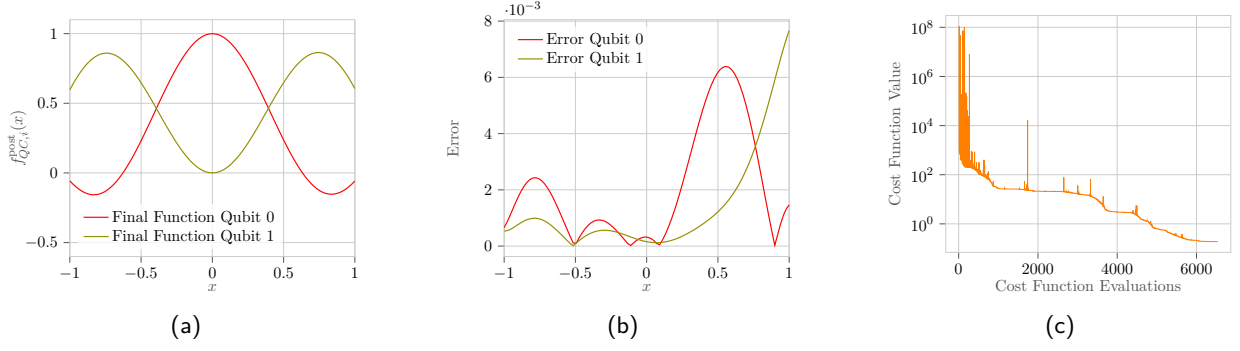 1
0.5
0
−0.5
−1
−0.5
0
0.5
1
x
f^post_QC,i(x)
Final Function Qubit 0
Final Function Qubit 1
(a)
·10^−3
8
6
4
2
0
−1
−0.5
0
0.5
1
x
Error
Error Qubit 0
Error Qubit 1
(b)
10^8
10^6
10^4
10^2
10^0
0
2000
4000
6000
Cost Function Evaluations
Cost Function Value
(c)